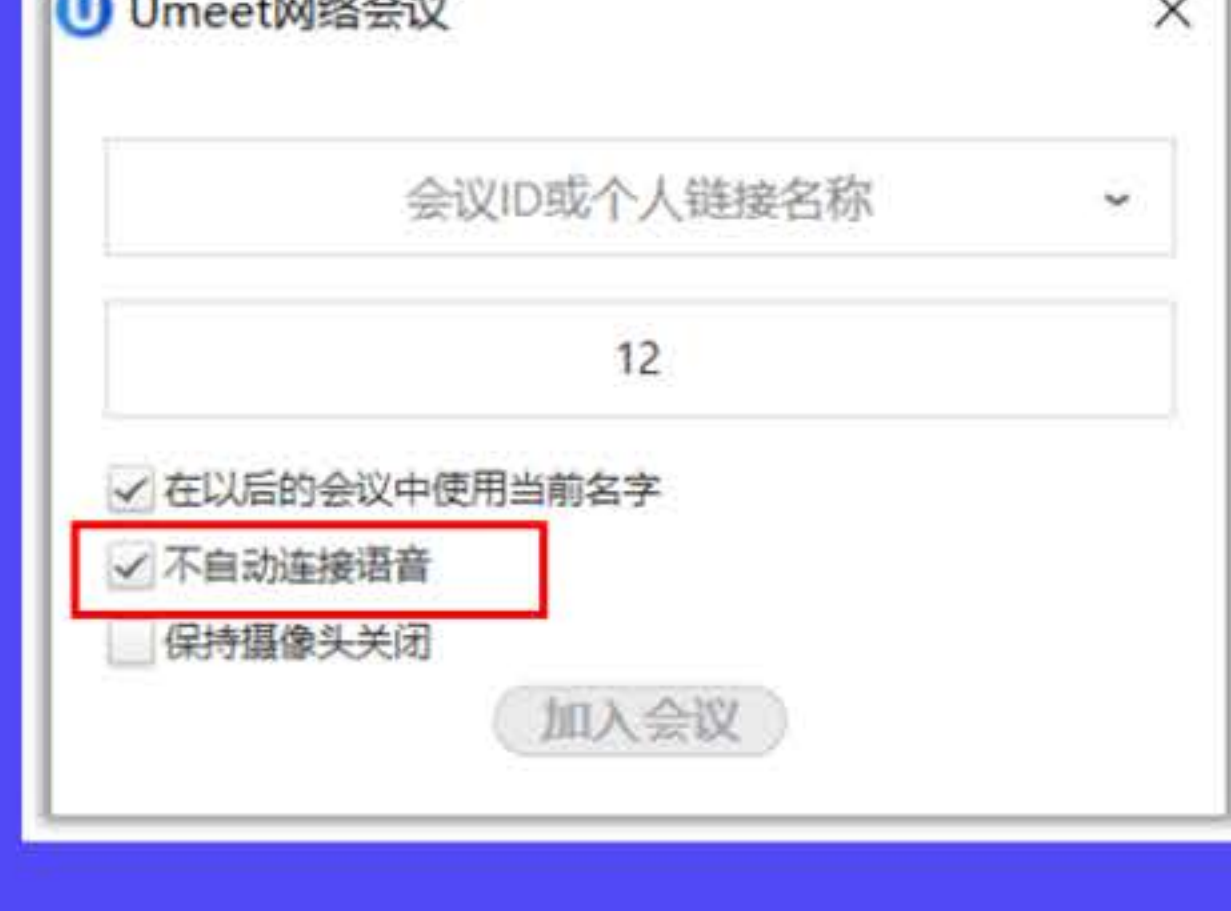 Umeet网络会议
会议ID或个人链接名称
12
在以后的会议中使用当前名字
不自动连接语音
保持摄像头关闭
加入会议